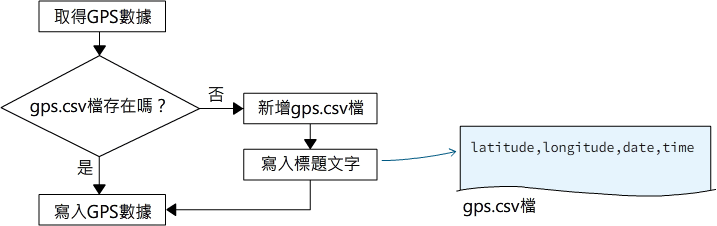 取得GPS數據
gps.csv檔存在嗎？
否
新增gps.csv檔
寫入標題文字
latitude,longitude,date,time
gps.csv檔
是
寫入GPS數據